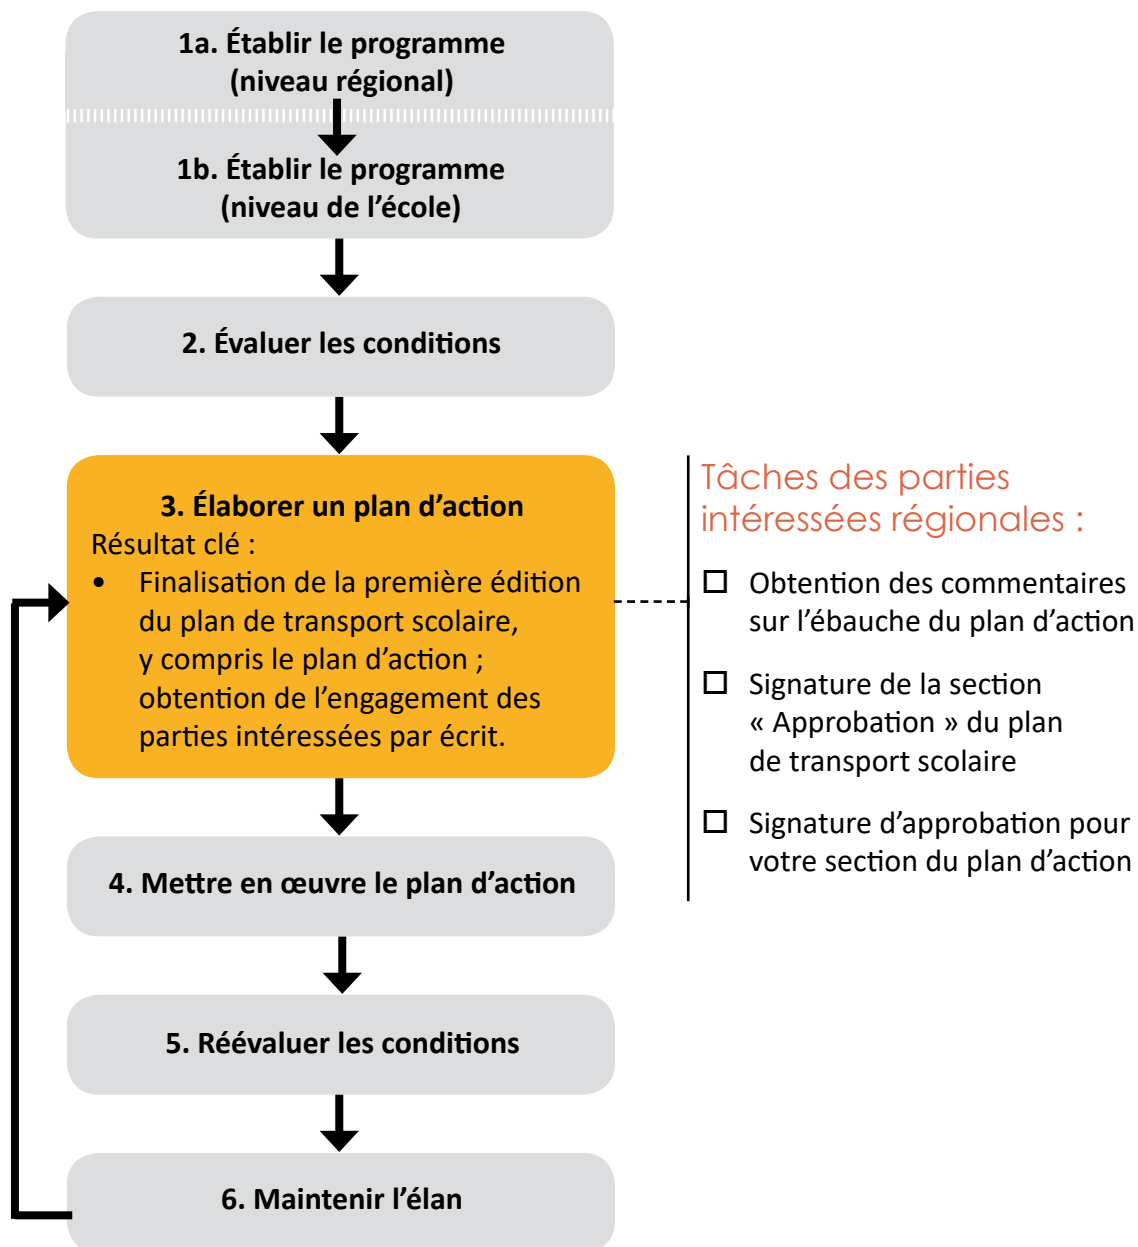 1a. Établir le programme
(niveau régional)
1b. Établir le programme
(niveau de l’école)
2. Évaluer les conditions
3. Élaborer un plan d’action
Résultat clé :
• Finalisation de la première édition
du plan de transport scolaire,
y compris le plan d’action ;
obtention de l’engagement des
parties intéressées par écrit.
Tâches des parties
intéressées régionales :
☐ Obtention des commentaires
sur l’ébauche du plan d’action
☐ Signature de la section
« Approbation » du plan
de transport scolaire
☐ Signature d’approbation pour
votre section du plan d’action
4. Mettre en œuvre le plan d’action
5. Réévaluer les conditions
6. Maintenir l’élan